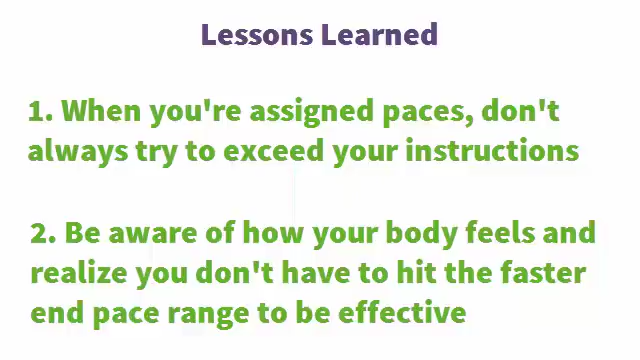 Lessons Learned
1. When you're assigned paces, don't
always try to exceed your instructions
2. Be aware of how your body feels and
realize you don't have to hit the faster
end pace range to be effective